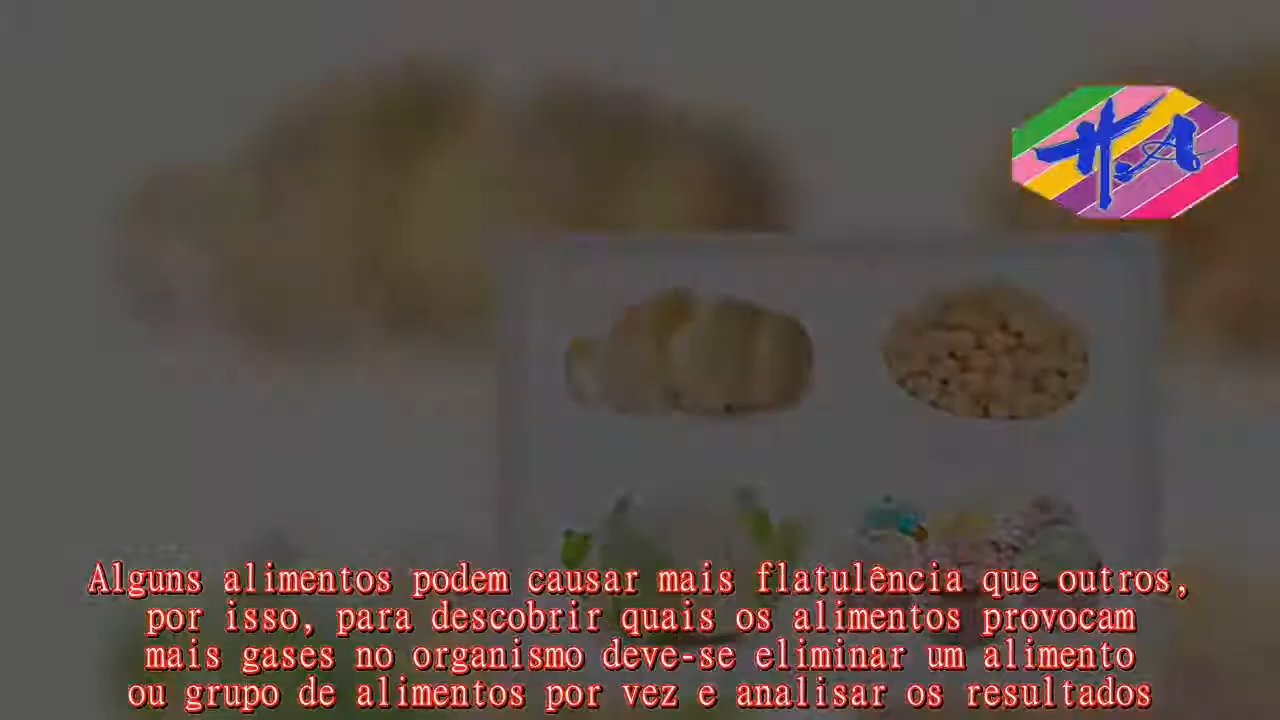 Alguns alimentos podem causar mais flatulência que outros,
por isso, para descobrir quais os alimentos provocam
mais gases no organismo deve-se eliminar um alimento
ou grupo de alimentos por vez e analisar os resultados